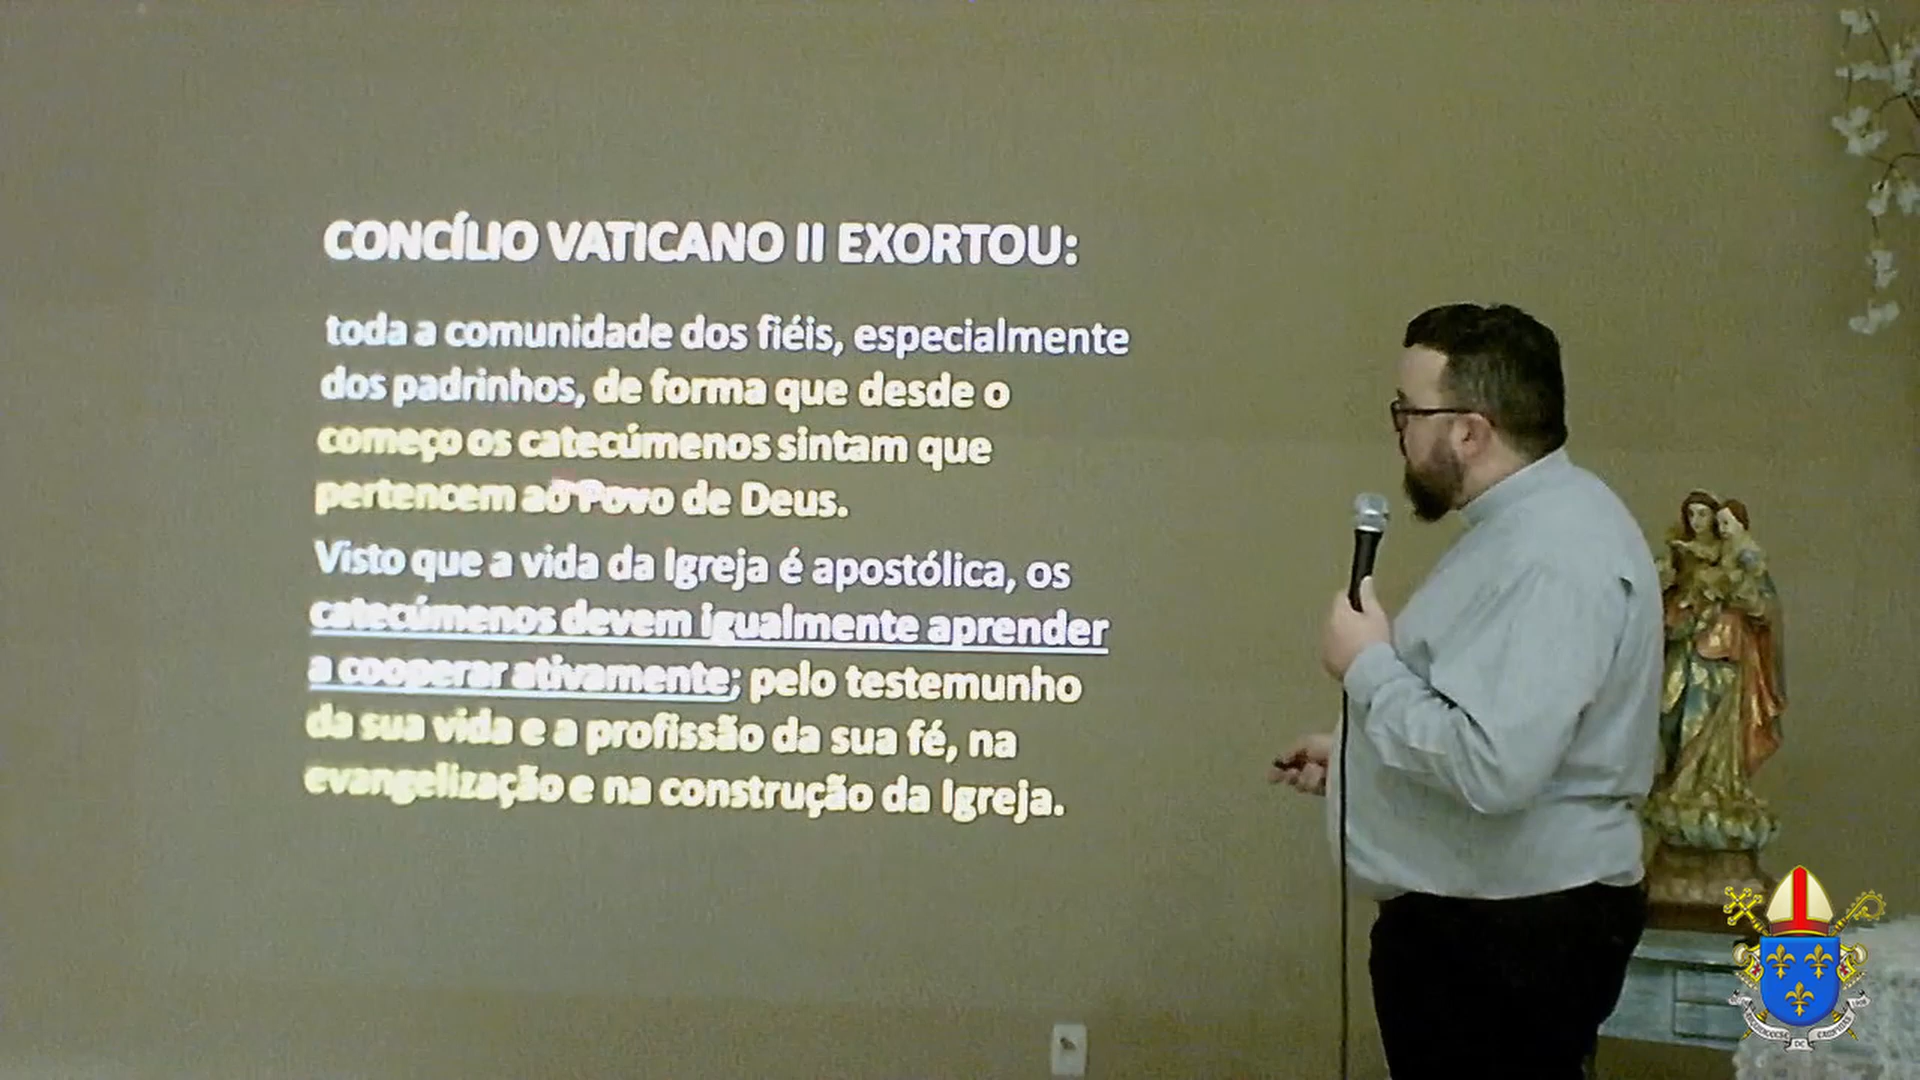 CONCÍLIO VATICANO II EXORTOU:
toda a comunidade dos fiéis, especialmente
dos padrinhos, de forma que desde o
começo os catecúmenos sintam que
pertencem ao Povo de Deus.
Visto que a vida da Igreja é apostólica, os
catecúmenos devem igualmente aprender
a cooperar ativamente; pelo testemunho
da sua vida e a profissão da sua fé, na
evangelização e na construção da Igreja.